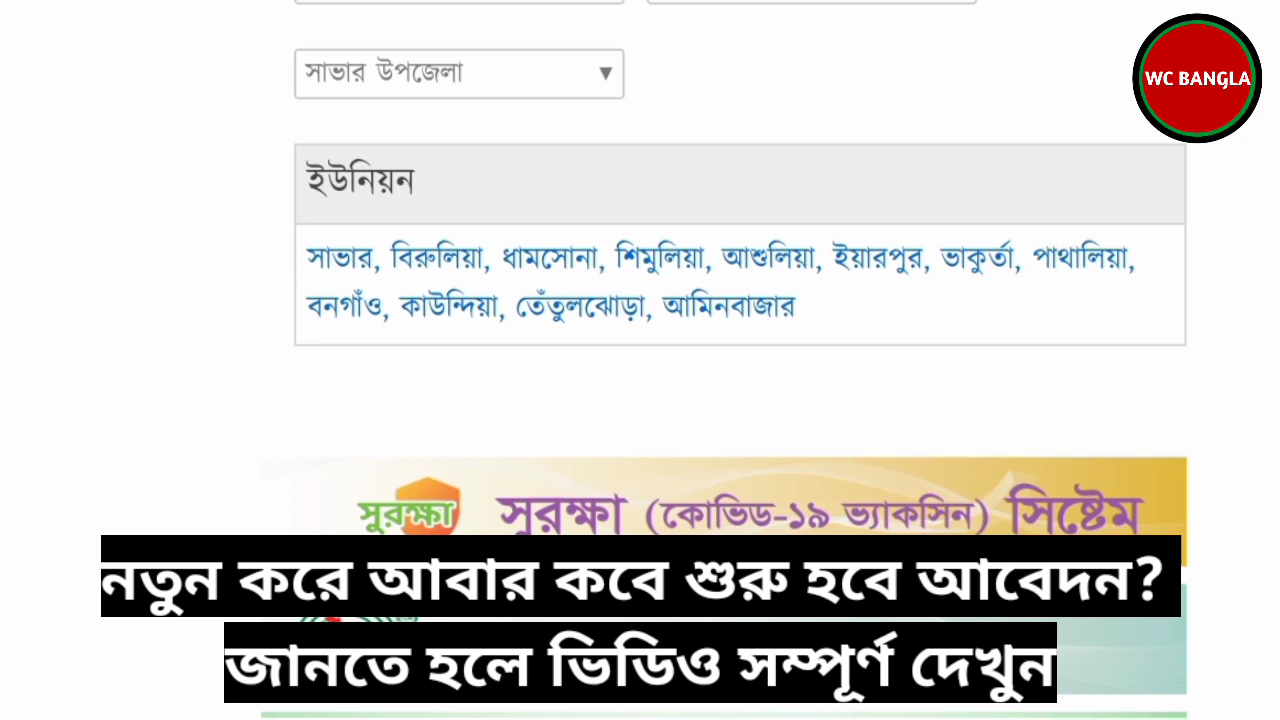 WC BANGLA
সাভার উপজেলা
ইউনিয়ন
সাভার, বিরুলিয়া, ধামসোনা, শিমুলিয়া, আশুলিয়া, ইয়ারপুর, ভাকুর্তা, পাথালিয়া,
বনগাঁও, কাউন্দিয়া, তেঁতুলঝোড়া, আমিনবাজার
সুরক্ষা
সুরক্ষা (কোভিড-১৯ ভ্যাকসিন) সিষ্টেম
নতুন করে আবার কবে শুরু হবে আবেদন?
জানতে হলে ভিডিও সম্পূর্ণ দেখুন